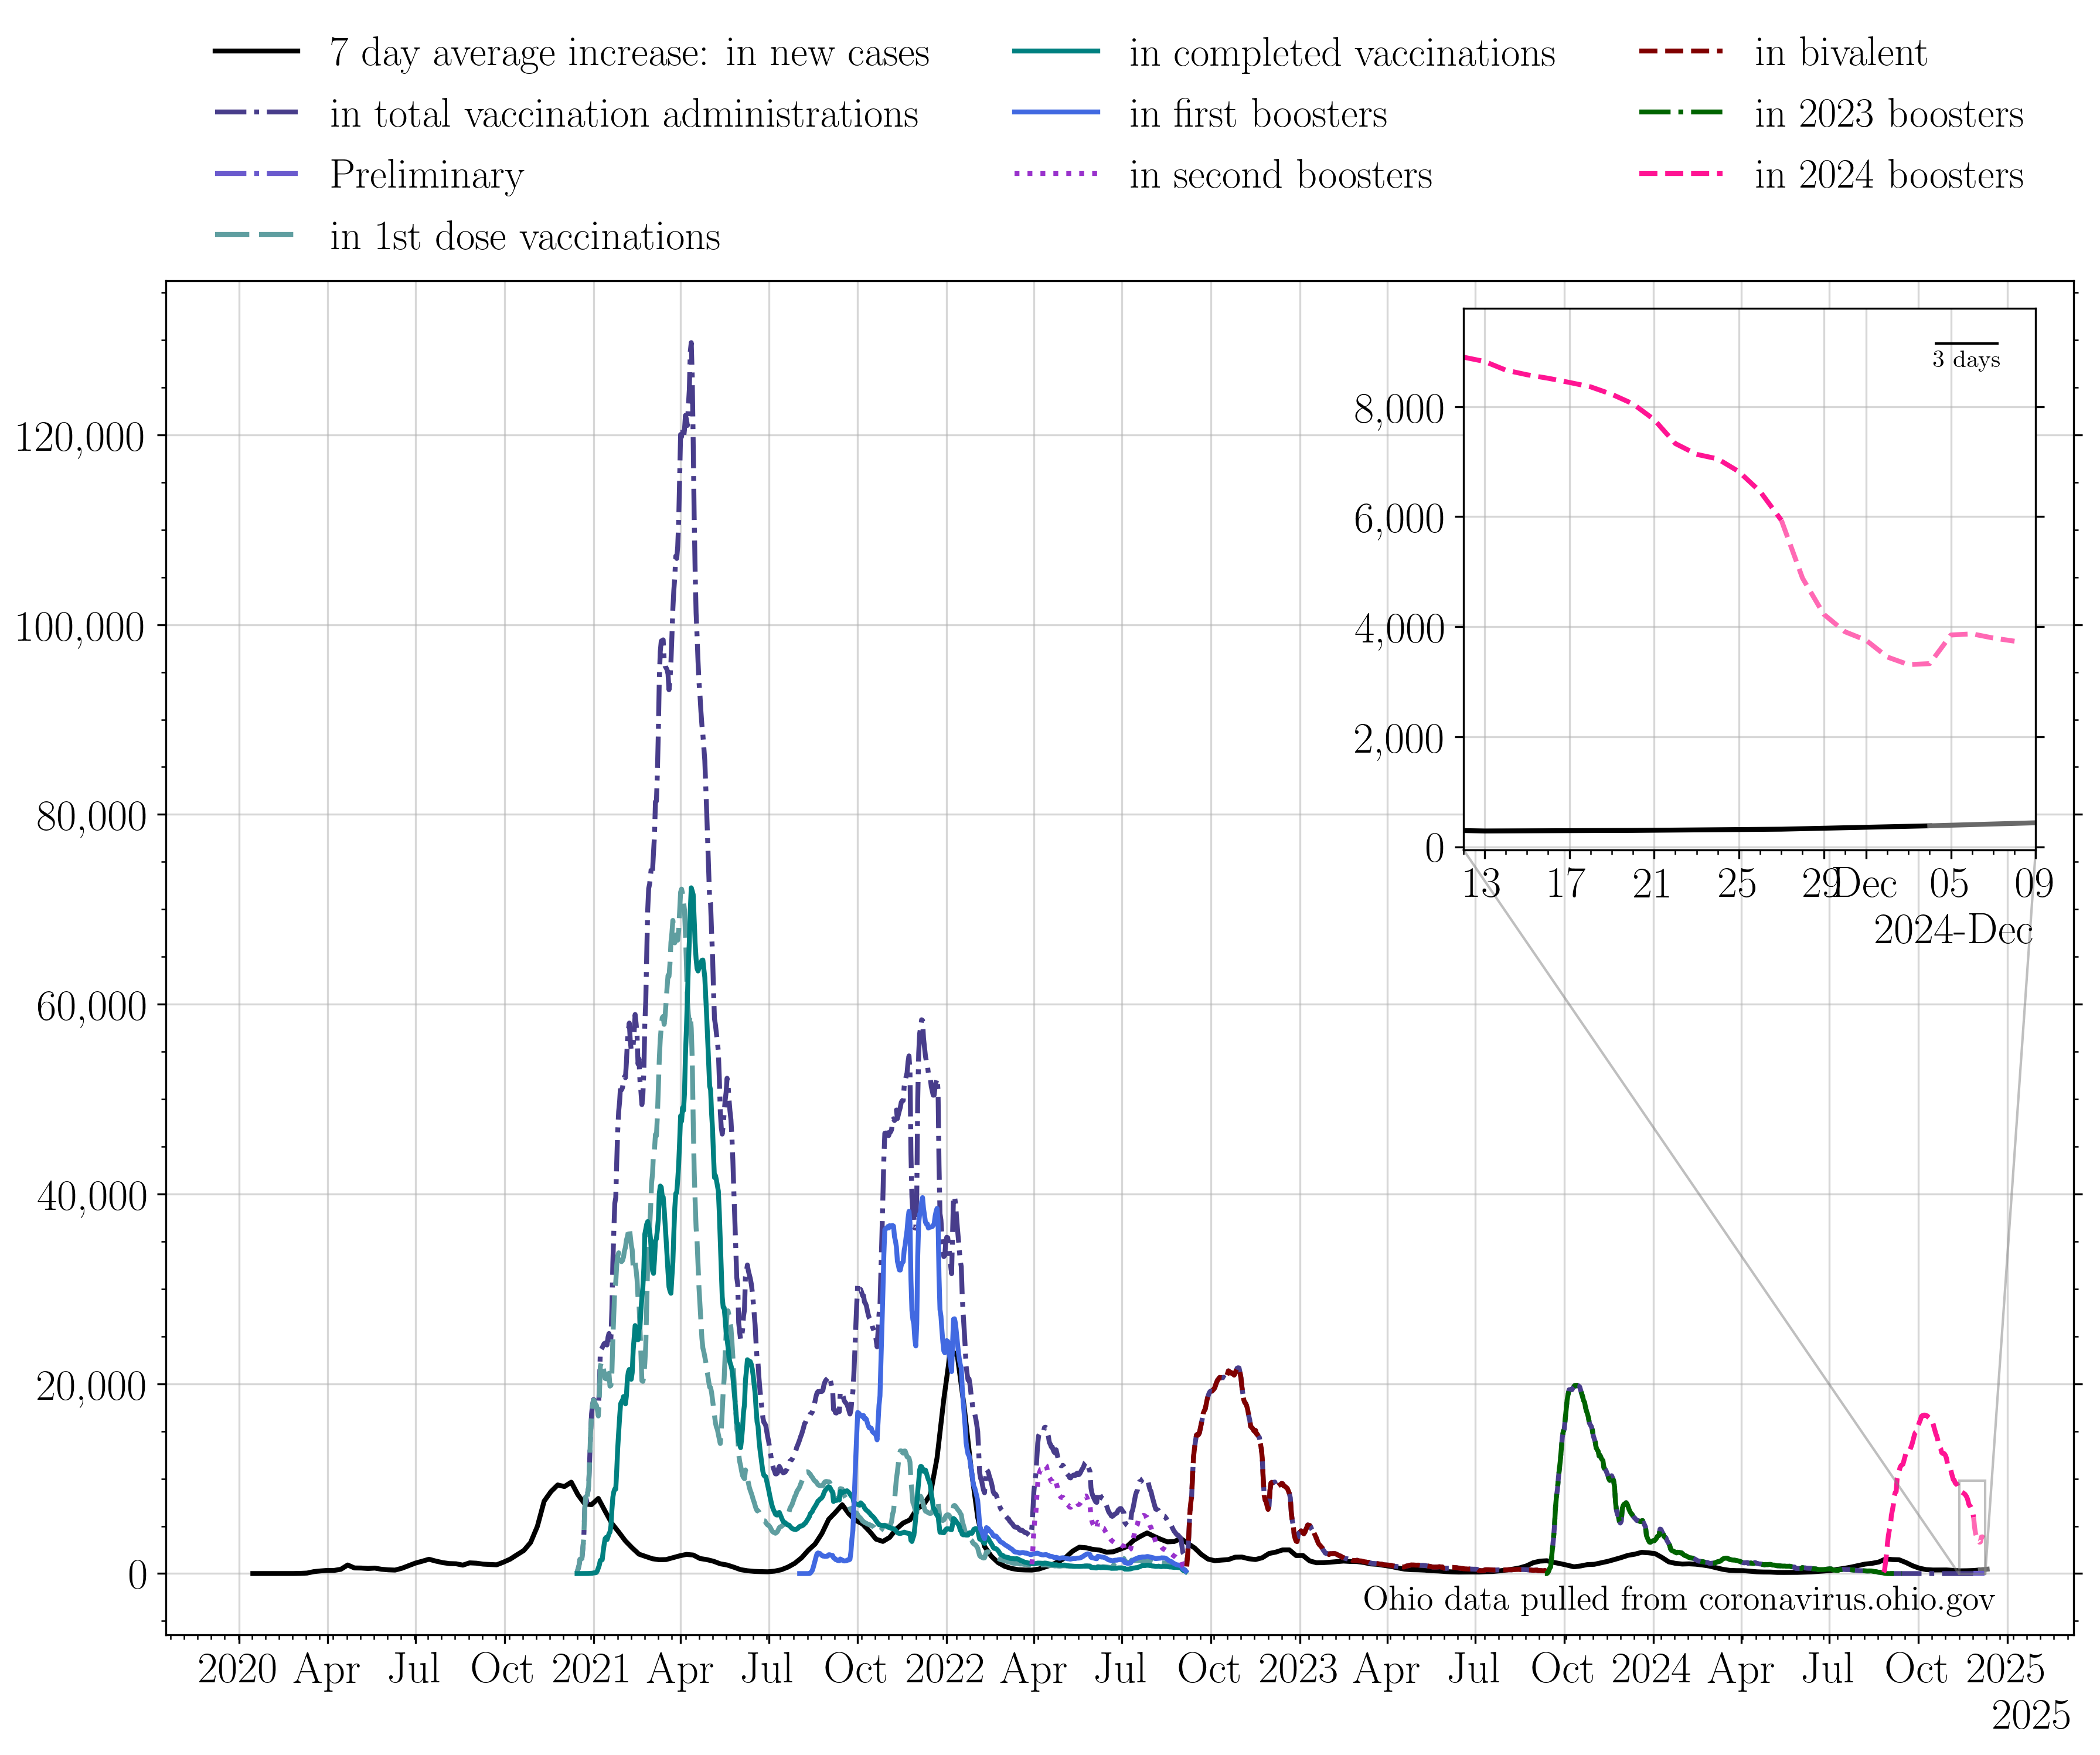 7 day average increase: in new cases
in total vaccination administrations
Preliminary
in 1st dose vaccinations
in completed vaccinations
in first boosters
in second boosters
in bivalent
in 2023 boosters
in 2024 boosters
120,000
100,000
80,000
60,000
40,000
20,000
0
3 days
8,000
6,000
4,000
2,000
0
13 17 21 25 29 Dec 05 09
2024-Dec
Ohio data pulled from coronavirus.ohio.gov
2020 Apr Jul Oct 2021 Apr Jul Oct 2022 Apr Jul Oct 2023 Apr Jul Oct 2024 Apr Jul Oct 2025
2025